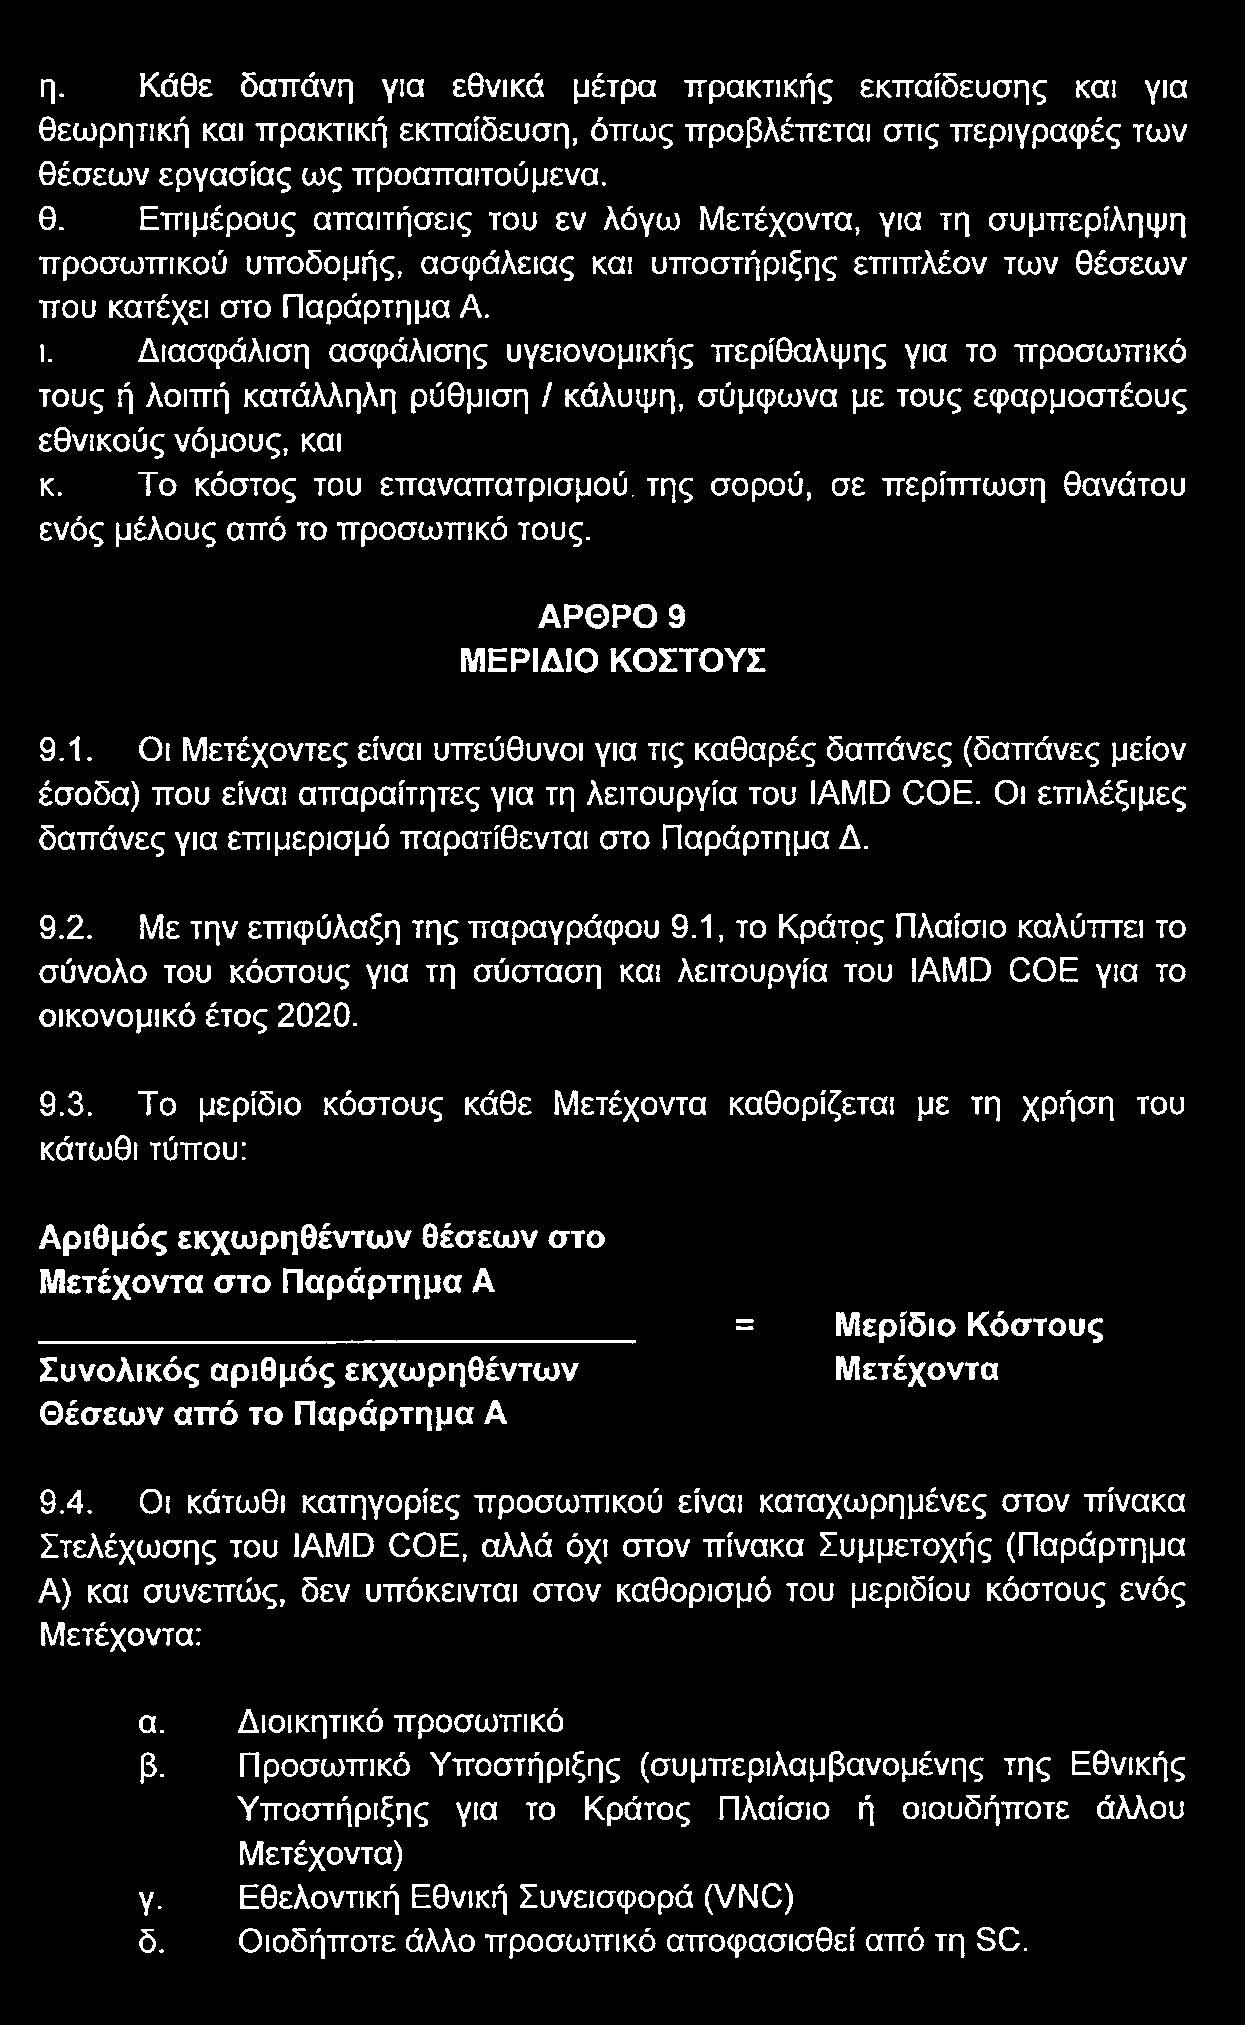 η. Κάθε δαπάνη για εθνικά μέτρα πρακτικής εκπαίδευσης και για
θεωρητική και πρακτική εκπαίδευση, όπως προβλέπεται στις περιγραφές των
θέσεων εργασίας ως προαπαιτούμενα.
θ. Επιμέρους απαιτήσεις του εν λόγω Μετέχοντα, για τη συμπερίληψη
προσωπικού υποδομής, ασφάλειας και υποστήριξης επιπλέον των θέσεων
που κατέχει στο Παράρτημα Α.
ι. Διασφάλιση ασφάλισης υγειονομικής περίθαλψης για το προσωπικό
τους ή λοιπή κατάλληλη ρύθμιση / κάλυψη, σύμφωνα με τους εφαρμοστέους
εθνικούς νόμους, και
κ. Το κόστος του επαναπατρισμού. της σορού, σε περίπτωση θανάτου
ενός μέλους από το προσωπικό τους.
ΑΡΘΡΟ 9
ΜΕΡΙΔΙΟ ΚΟΣΤΟΥΣ
9.1. Οι Μετέχοντες είναι υπεύθυνοι για τις καθαρές δαπάνες (δαπάνες μείον
έσοδα) που είναι απαραίτητες για τη λειτουργία του IAMD COE. Οι επιλέξιμες
δαπάνες για επιμερισμό παρατίθενται στο Παράρτημα Δ.
9.2. Με την επιφύλαξη της παραγράφου 9.1, το Κράτος Πλαίσιο καλύπτει το
σύνολο του κόστους για τη σύσταση και λειτουργία του IAMD COE για το
οικονομικό έτος 2020.
9.3. Το μερίδιο κόστους κάθε Μετέχοντα καθορίζεται με τη χρήση του
κάτωθι τύπου:
Αριθμός εκχωρηθέντων θέσεων στο
Μετέχοντα στο Παράρτημα Α
= Μερίδιο Κόστους
Συνολικός αριθμός εκχωρηθέντων Μετέχοντα
Θέσεων από το Παράρτημα Α
9.4. Οι κάτωθι κατηγορίες προσωπικού είναι καταχωρημένες στον πίνακα
Στελέχωσης του IAMD COE, αλλά όχι στον πίνακα Συμμετοχής (Παράρτημα
Α) και συνεπώς, δεν υπόκεινται στον καθορισμό του μεριδίου κόστους ενός
Μετέχοντα:
α. Διοικητικό προσωπικό
β. Προσωπικό Υποστήριξης (συμπεριλαμβανομένης της Εθνικής
Υποστήριξης για το Κράτος Πλαίσιο ή οιουδήποτε άλλου
Μετέχοντα)
γ. Εθελοντική Εθνική Συνεισφορά (VNC)
δ. Οιοδήποτε άλλο προσωπικό αποφασισθεί από τη SC.